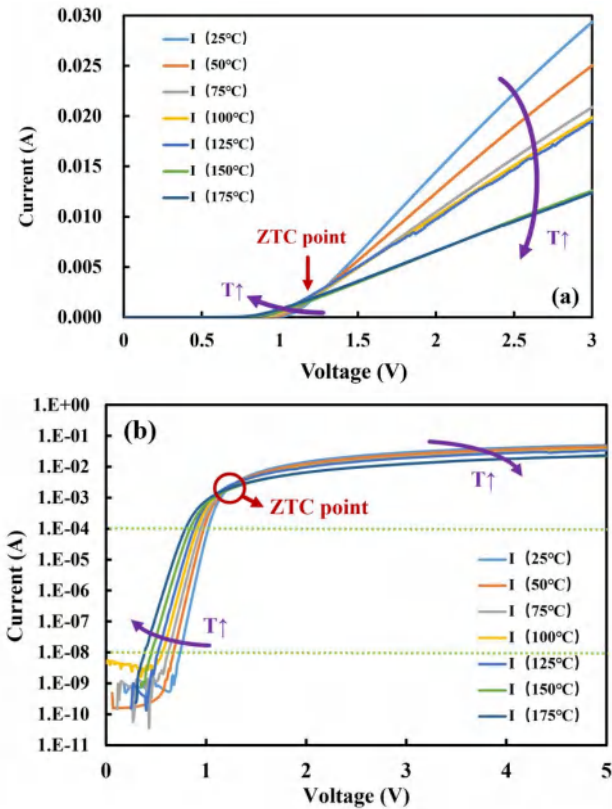 0.030
0.025
0.020
0.015
0.010
0.005
0.000
Current (A)
I (25°C)
I (50°C)
I (75°C)
I (100°C)
I (125°C)
I (150°C)
I (175°C)
ZTC point
T↑
T↑
(a)
0 0.5 1 1.5 2 2.5 3
Voltage (V)
(b)
1.E+00
1.E-01
1.E-02
1.E-03
1.E-04
1.E-05
1.E-06
1.E-07
1.E-08
1.E-09
1.E-10
1.E-11
Current (A)
T↑
ZTC point
T↑
I (25°C)
I (50°C)
I (75°C)
I (100°C)
I (125°C)
I (150°C)
I (175°C)
0 1 2 3 4 5
Voltage (V)